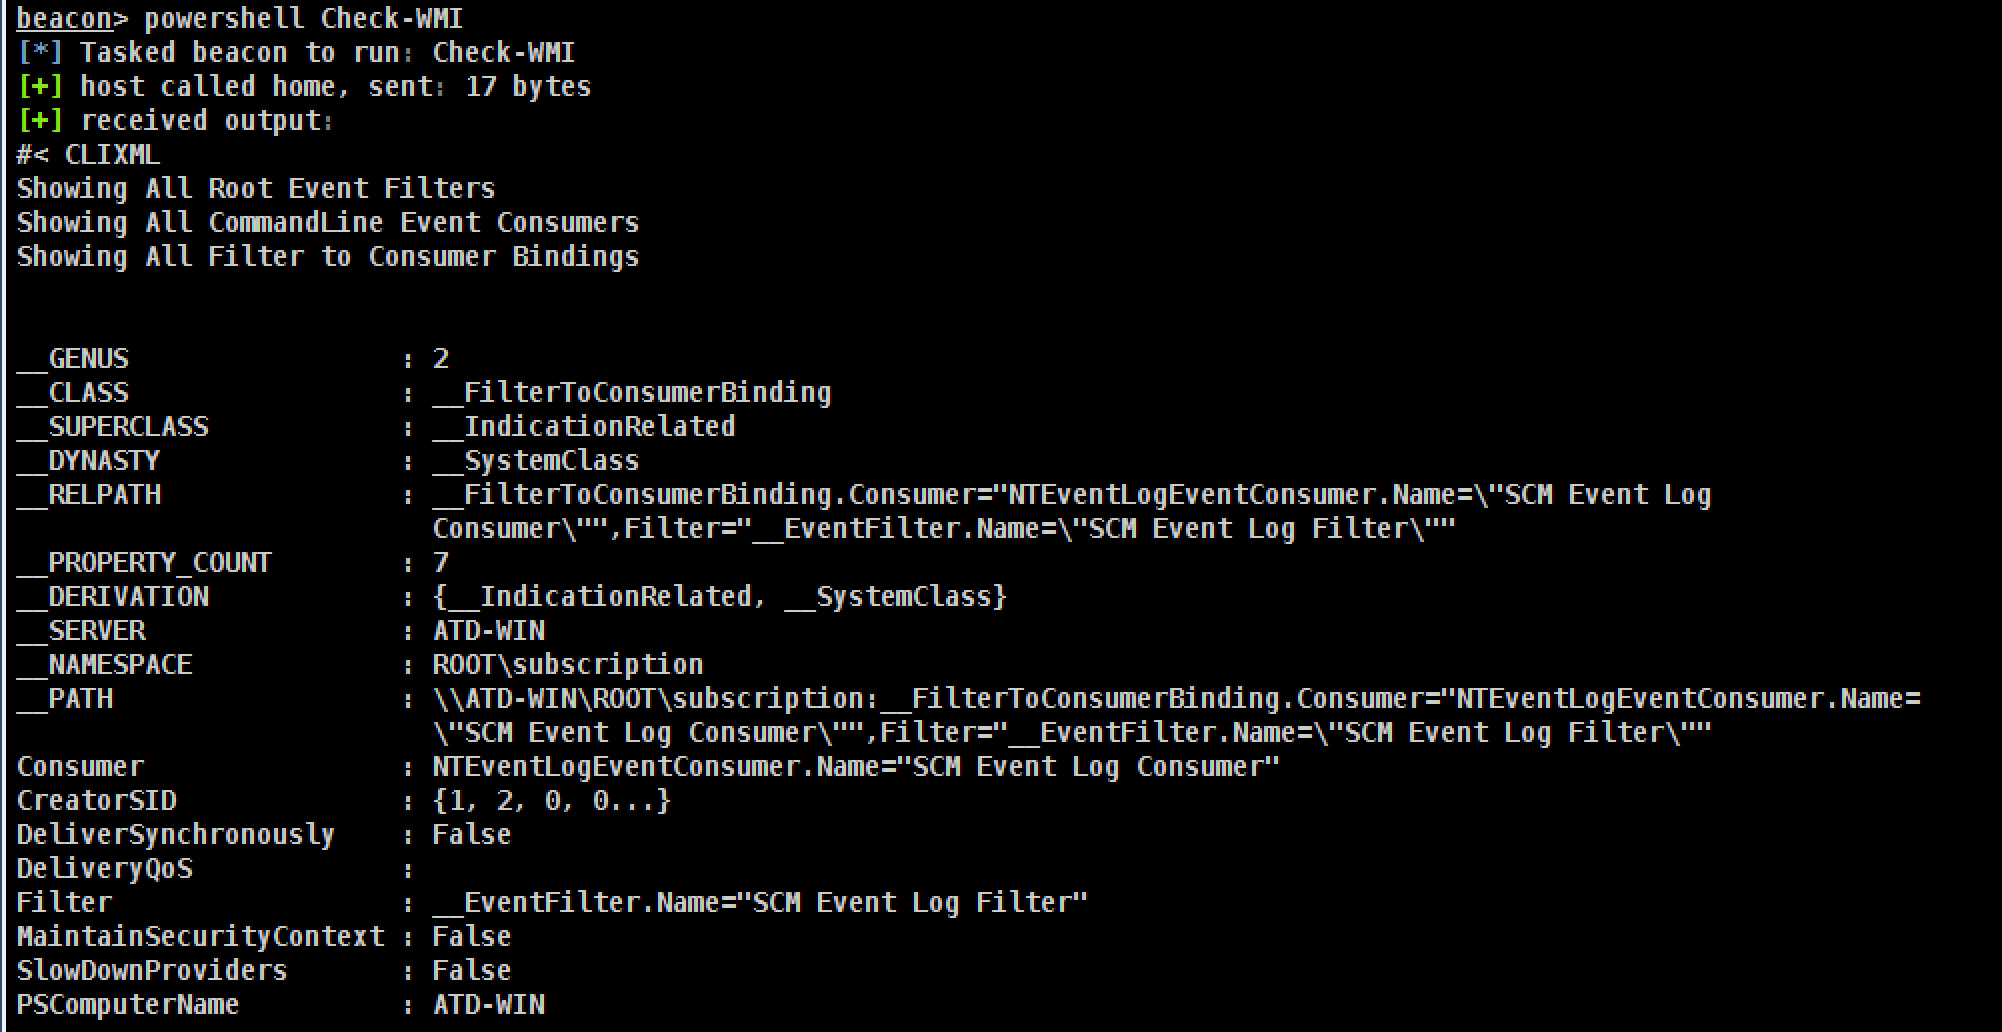 beacon> powershell Check-WMI
[*] Tasked beacon to run: Check-WMI
[+] host called home, sent: 17 bytes
[+] received output:
#< CLIXML
Showing All Root Event Filters
Showing All CommandLine Event Consumers
Showing All Filter to Consumer Bindings
__GENUS : 2
__CLASS : __FilterToConsumerBinding
__SUPERCLASS : __IndicationRelated
__DYNASTY : __SystemClass
__RELPATH : __FilterToConsumerBinding.Consumer="NTEventLogEventConsumer.Name=\"SCM Event Log
Consumer\"",Filter="__EventFilter.Name=\"SCM Event Log Filter\""
__PROPERTY_COUNT : 7
__DERIVATION : {__IndicationRelated, __SystemClass}
__SERVER : ATD-WIN
__NAMESPACE : ROOT\subscription
__PATH : \\ATD-WIN\ROOT\subscription:__FilterToConsumerBinding.Consumer="NTEventLogEventConsumer.Name=
\"SCM Event Log Consumer\"",Filter="__EventFilter.Name=\"SCM Event Log Filter\""
Consumer : NTEventLogEventConsumer.Name="SCM Event Log Consumer"
CreatorSID : {1, 2, 0, 0...}
DeliverSynchronously : False
DeliveryQoS :
Filter : __EventFilter.Name="SCM Event Log Filter"
MaintainSecurityContext : False
SlowDownProviders : False
PSComputerName : ATD-WIN